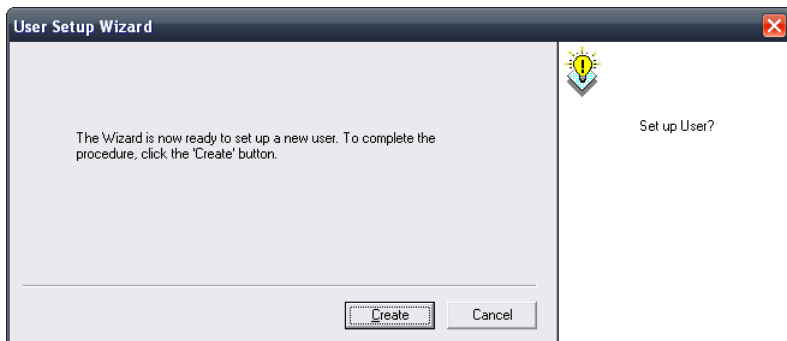 User Setup Wizard
The Wizard is now ready to set up a new user. To complete the
procedure, click the 'Create' button.
Set up User?
Create
Cancel